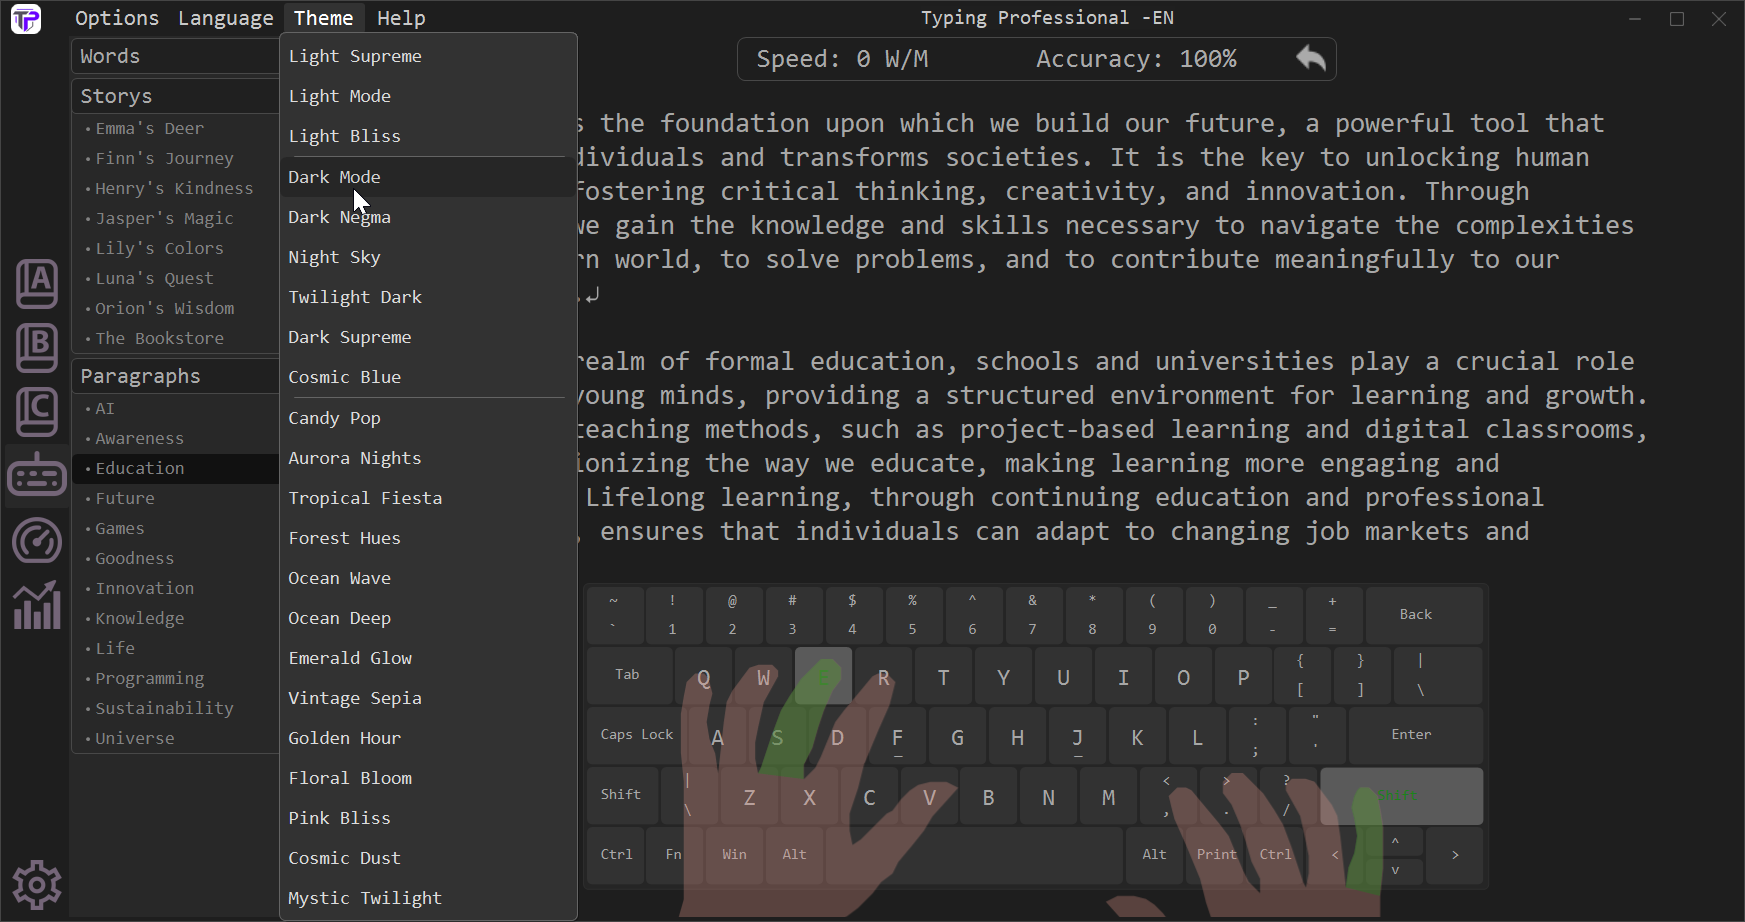 Options Language Theme Help
Typing Professional -EN
Words
Storys
•Emma's Deer
•Finn's Journey
•Henry's Kindness
•Jasper's Magic
•Lily's Colors
•Luna's Quest
•Orion's Wisdom
•The Bookstore
Paragraphs
•AI
•Awareness
•Education
•Future
•Games
•Goodness
•Innovation
•Knowledge
•Life
•Programming
•Sustainability
•Universe
A
B
C
Light Supreme
Light Mode
Light Bliss
Dark Mode
Dark Negma
Night Sky
Twilight Dark
Dark Supreme
Cosmic Blue
Candy Pop
Aurora Nights
Tropical Fiesta
Forest Hues
Ocean Wave
Ocean Deep
Emerald Glow
Vintage Sepia
Golden Hour
Floral Bloom
Pink Bliss
Cosmic Dust
Mystic Twilight
Speed: 0 W/M Accuracy: 100%
s the foundation upon which we build our future, a powerful tool that
dividuals and transforms societies. It is the key to unlocking human
fostering critical thinking, creativity, and innovation. Through
we gain the knowledge and skills necessary to navigate the complexities
rn world, to solve problems, and to contribute meaningfully to our
.↲
realm of formal education, schools and universities play a crucial role
young minds, providing a structured environment for learning and growth.
teaching methods, such as project-based learning and digital classrooms,
ionizing the way we educate, making learning more engaging and
Lifelong learning, through continuing education and professional
, ensures that individuals can adapt to changing job markets and
~ ! @ # $ % ^ & * ( ) _ +
` 1 2 3 4 5 6 7 8 9 0 - = Back
Tab Q W E R T Y U I O P { [ } ] | \
Caps Lock A S D F G H J K L : ; " ' Enter
Shift | \ Z X C V B N M < , > . ? / Shift
Ctrl Fn Win Alt Alt Print Ctrl < ^ v >